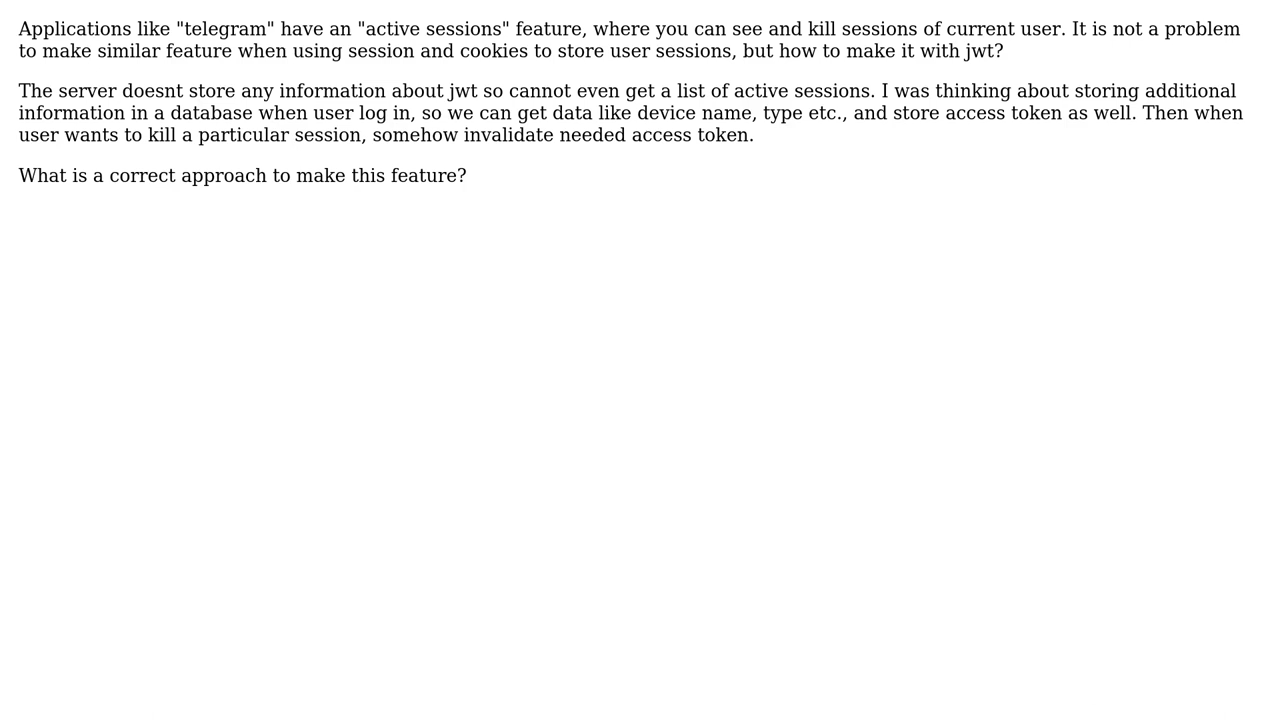 Applications like "telegram" have an "active sessions" feature, where you can see and kill sessions of current user. It is not a problem
to make similar feature when using session and cookies to store user sessions, but how to make it with jwt?
The server doesnt store any information about jwt so cannot even get a list of active sessions. I was thinking about storing additional
information in a database when user log in, so we can get data like device name, type etc., and store access token as well. Then when
user wants to kill a particular session, somehow invalidate needed access token.
What is a correct approach to make this feature?